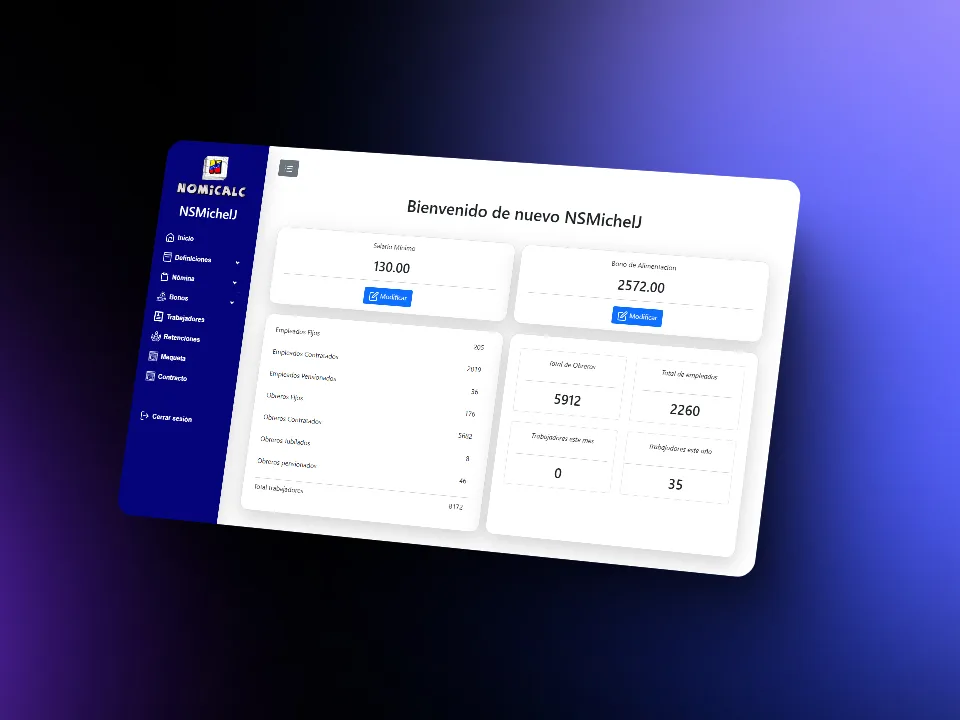 NOMiCALC
NSMichelJ
Inicio
Definiciones
Nómina
Bonos
Trabajadores
Retenciones
Maqueta
Contracto
Cerrar sesión
Bienvenido de nuevo NSMichelJ
Salario Mínimo
130.00
Modificar
Bono de Alimentación
2572.00
Modificar
Empleados Fijos
205
Empleados Contratados
2019
Empleados Pensionados
36
Obreros Fijos
176
Obreros Contratados
5682
Obreros Jubilados
8
Obreros pensionados
46
Total trabajadores
8172
Total de Obreros
5912
Total de empleados
2260
Trabajadores este mes
0
Trabajadores este año
35